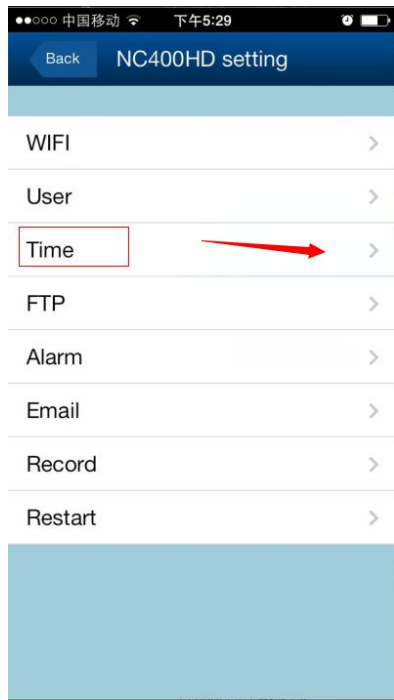 中国移动 下午5:29
Back NC400HD setting
WIFI
User
Time
FTP
Alarm
Email
Record
Restart